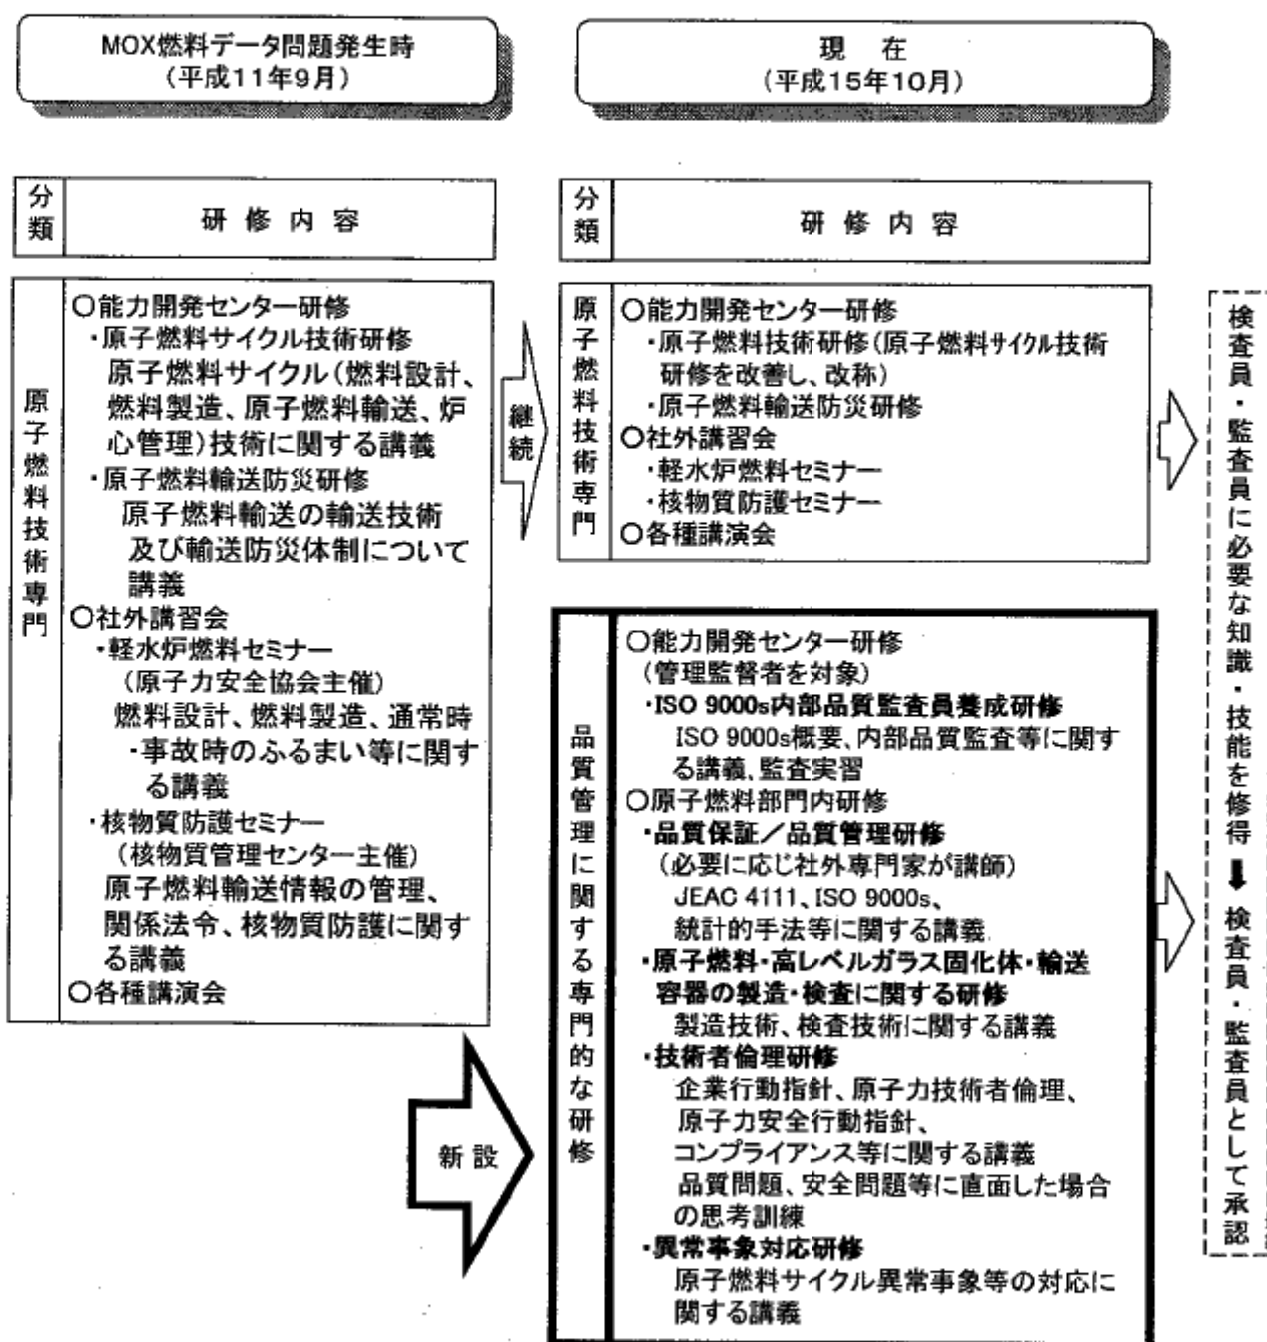 MOX燃料データ問題発生時
(平成11年9月)
現 在
(平成15年10月)
分類
研 修 内 容
原子燃料技術専門
○能力開発センター研修
・原子燃料サイクル技術研修
原子燃料サイクル(燃料設計、
燃料製造、原子燃料輸送、炉
心管理)技術に関する講義
・原子燃料輸送防災研修
原子燃料輸送の輸送技術
及び輸送防災体制について
講義
○社外講習会
・軽水炉燃料セミナー
(原子力安全協会主催)
燃料設計、燃料製造、通常時
・事故時のふるまい等に関す
る講義
・核物質防護セミナー
(核物質管理センター主催)
原子燃料輸送情報の管理、
関係法令、核物質防護に関す
る講義
○各種講演会
継続
新設
分類
研 修 内 容
原子燃料技術専門
○能力開発センター研修
・原子燃料技術研修(原子燃料サイクル技術
研修を改善し、改称)
・原子燃料輸送防災研修
○社外講習会
・軽水炉燃料セミナー
・核物質防護セミナー
○各種講演会
品質管理に関する専門的な研修
○能力開発センター研修
(管理監督者を対象)
・ISO 9000s内部品質監査員養成研修
ISO 9000s概要、内部品質監査等に関す
る講義、監査実習
○原子燃料部門内研修
・品質保証/品質管理研修
(必要に応じ社外専門家が講師)
JEAC 4111、ISO 9000s、
統計的手法等に関する講義
・原子燃料・高レベルガラス固化体・輸送
容器の製造・検査に関する研修
製造技術、検査技術に関する講義
・技術者倫理研修
企業行動指針、原子力技術者倫理、
原子力安全行動指針、
コンプライアンス等に関する講義
品質問題、安全問題等に直面した場合
の思考訓練
・異常事象対応研修
原子燃料サイクル異常事象等の対応に
関する講義
検査員・監査員に必要な知識・技能を修得➡検査員・監査員として承認